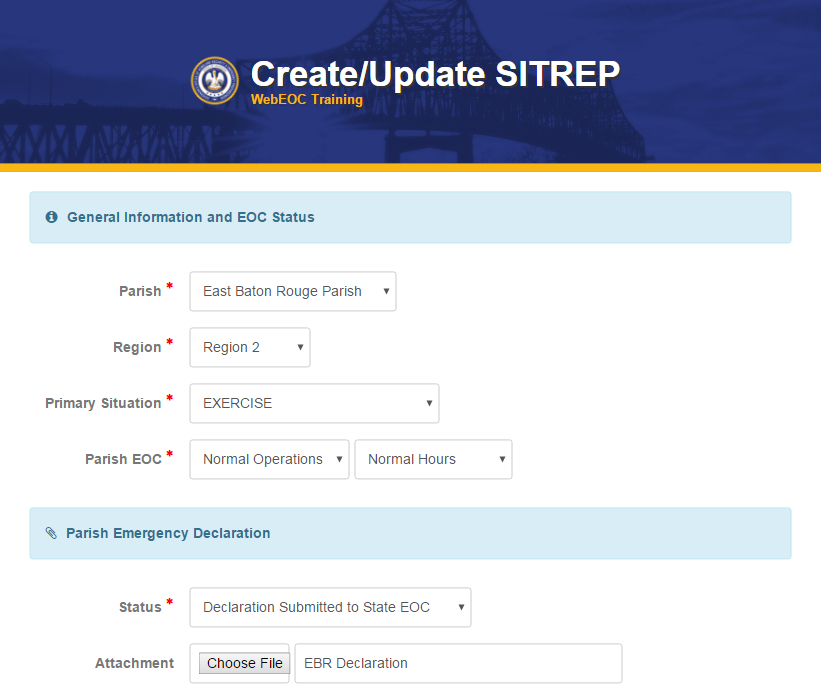 Create/Update SITREP
WebEOC Training
General Information and EOC Status
Parish * East Baton Rouge Parish
Region * Region 2
Primary Situation * EXERCISE
Parish EOC * Normal Operations Normal Hours
Parish Emergency Declaration
Status * Declaration Submitted to State EOC
Attachment Choose File EBR Declaration